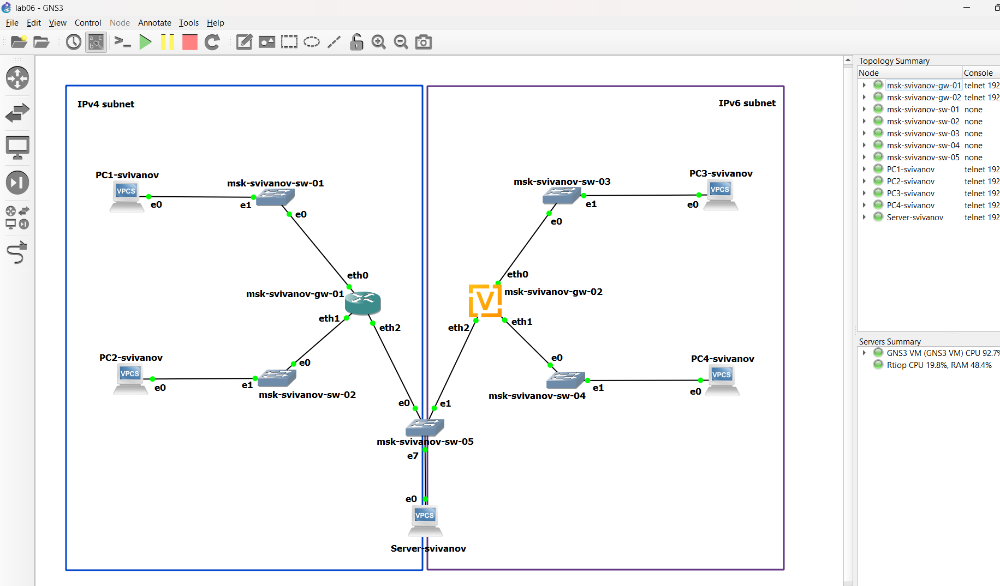 lab06 - GNS3
File Edit View Control Node Annotate Tools Help
IPv4 subnet
IPv6 subnet
PC1-svivanov
VPCS
e0
msk-svivanov-sw-01
e1
e0
msk-svivanov-sw-03
e1
e0
PC3-svivanov
VPCS
e0
eth0
msk-svivanov-gw-01
eth1
eth2
eth0
V
msk-svivanov-gw-02
eth1
eth2
PC2-svivanov
VPCS
e0
e0
e1
msk-svivanov-sw-02
e0
msk-svivanov-sw-04
e1
PC4-svivanov
VPCS
e0
e0
e1
msk-svivanov-sw-05
e7
e0
VPCS
Server-svivanov
Topology Summary
Node Console
msk-svivanov-gw-01 telnet 192
msk-svivanov-gw-02 telnet 192
msk-svivanov-sw-01 none
msk-svivanov-sw-02 none
msk-svivanov-sw-03 none
msk-svivanov-sw-04 none
msk-svivanov-sw-05 none
PC1-svivanov telnet 192
PC2-svivanov telnet 192
PC3-svivanov telnet 192
PC4-svivanov telnet 192
Server-svivanov telnet 192
Servers Summary
GNS3 VM (GNS3 VM) CPU 92.7%
Rtiop CPU 19.8%, RAM 48.4%